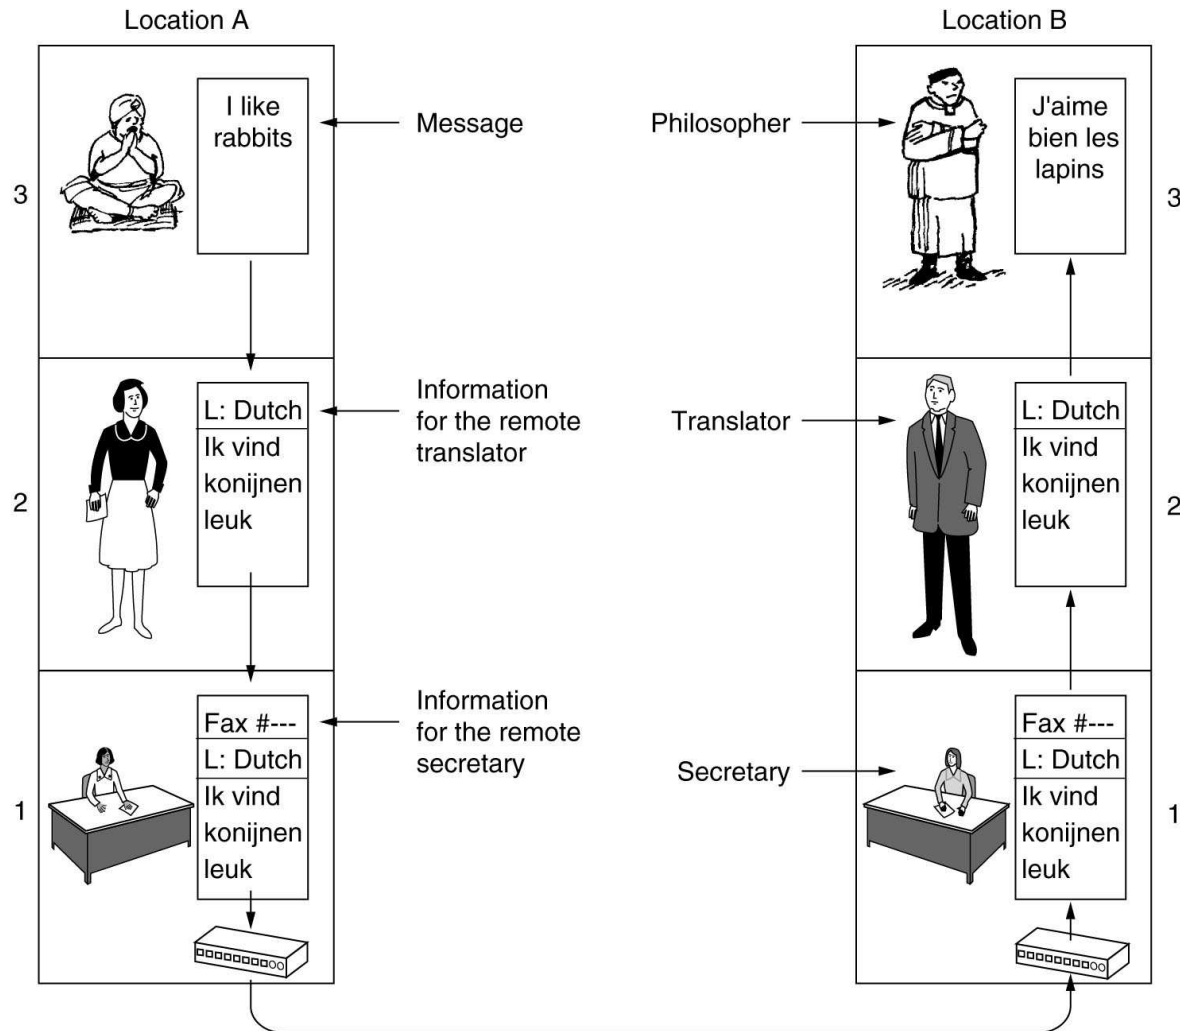 Location A
Location B
I like
rabbits
Message
Philosopher
J'aime
bien les
lapins
3
3
L: Dutch
Ik vind
konijnen
leuk
Information
for the remote
translator
Translator
L: Dutch
Ik vind
konijnen
leuk
2
2
Fax #---
L: Dutch
Ik vind
konijnen
leuk
Information
for the remote
secretary
Secretary
Fax #---
L: Dutch
Ik vind
konijnen
leuk
1
1